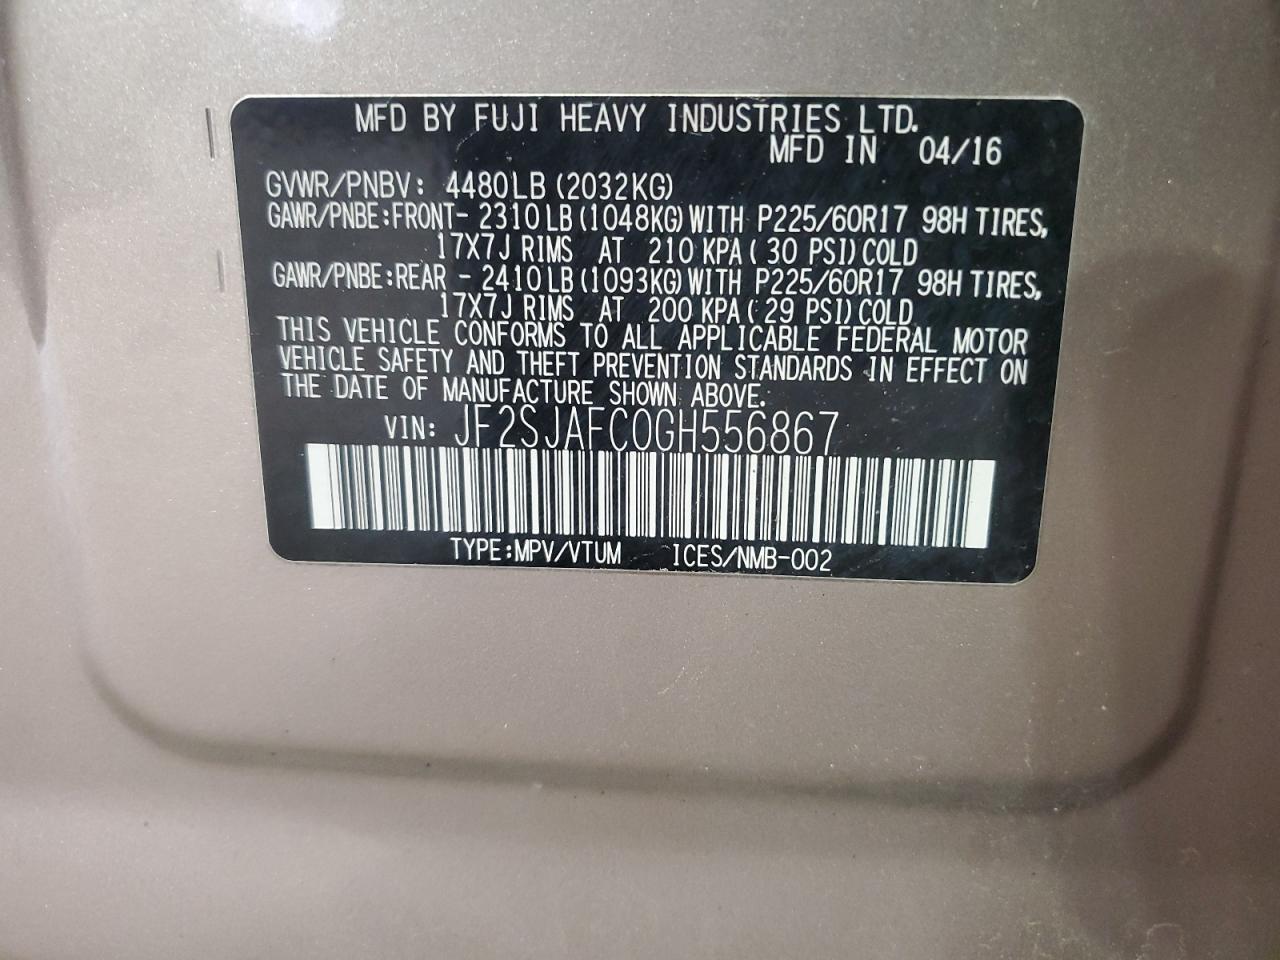 MFD BY FUJI HEAVY INDUSTRIES LTD.
MFD IN 04/16
GVWR/PNBV: 4480LB (2032KG)
GAWR/PNBE:FRONT- 2310LB (1048KG) WITH P225/60R17 98H TIRES,
17X7J RIMS AT 210 KPA ( 30 PSI) COLD
GAWR/PNBE:REAR - 2410LB (1093KG) WITH P225/60R17 98H TIRES,
17X7J RIMS AT 200 KPA ( 29 PSI) COLD
THIS VEHICLE CONFORMS TO ALL APPLICABLE FEDERAL MOTOR
VEHICLE SAFETY AND THEFT PREVENTION STANDARDS IN EFFECT ON
THE DATE OF MANUFACTURE SHOWN ABOVE.
VIN: JF2SJAFC0GH556867
TYPE:MPV/VTUM ICES/NMB-002